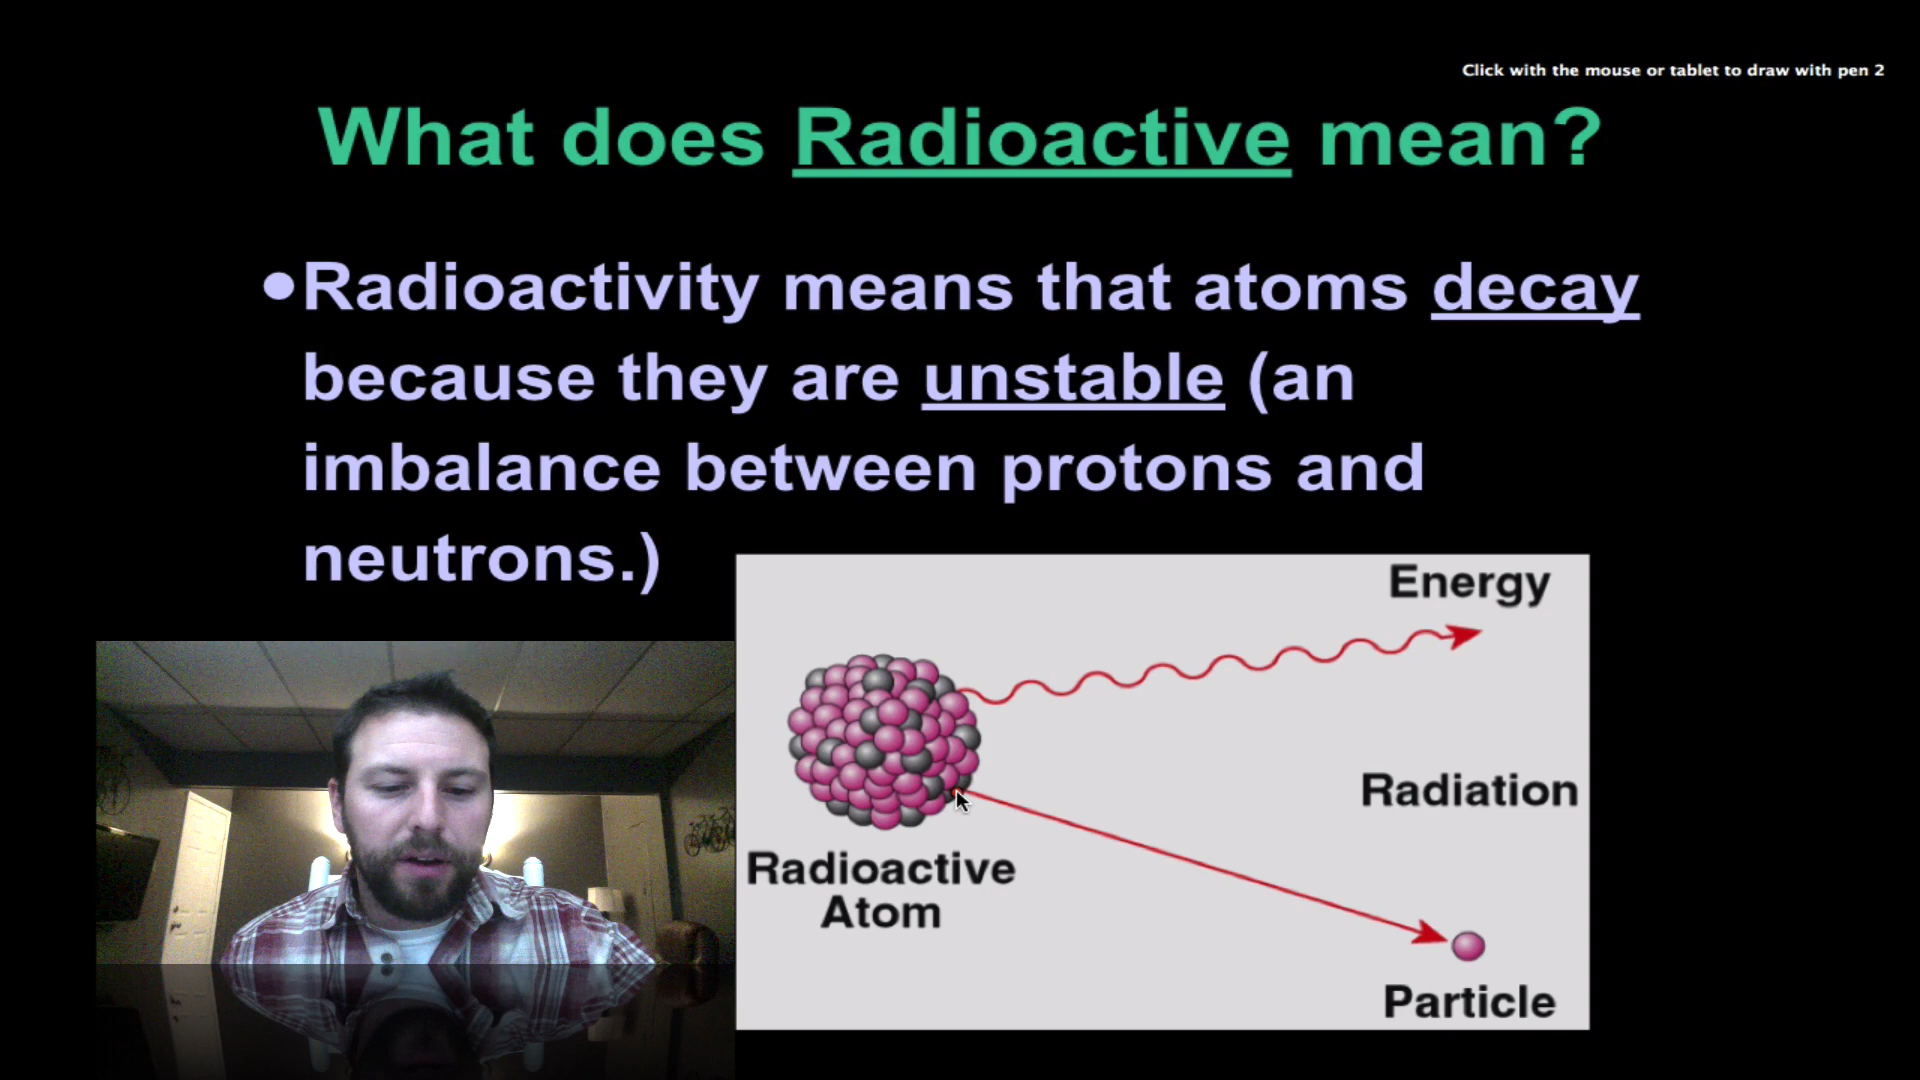 Click with the mouse or tablet to draw with pen 2
What does Radioactive mean?
•Radioactivity means that atoms decay
because they are unstable (an
imbalance between protons and
neutrons.)
Energy
Radiation
Radioactive
Atom
Particle